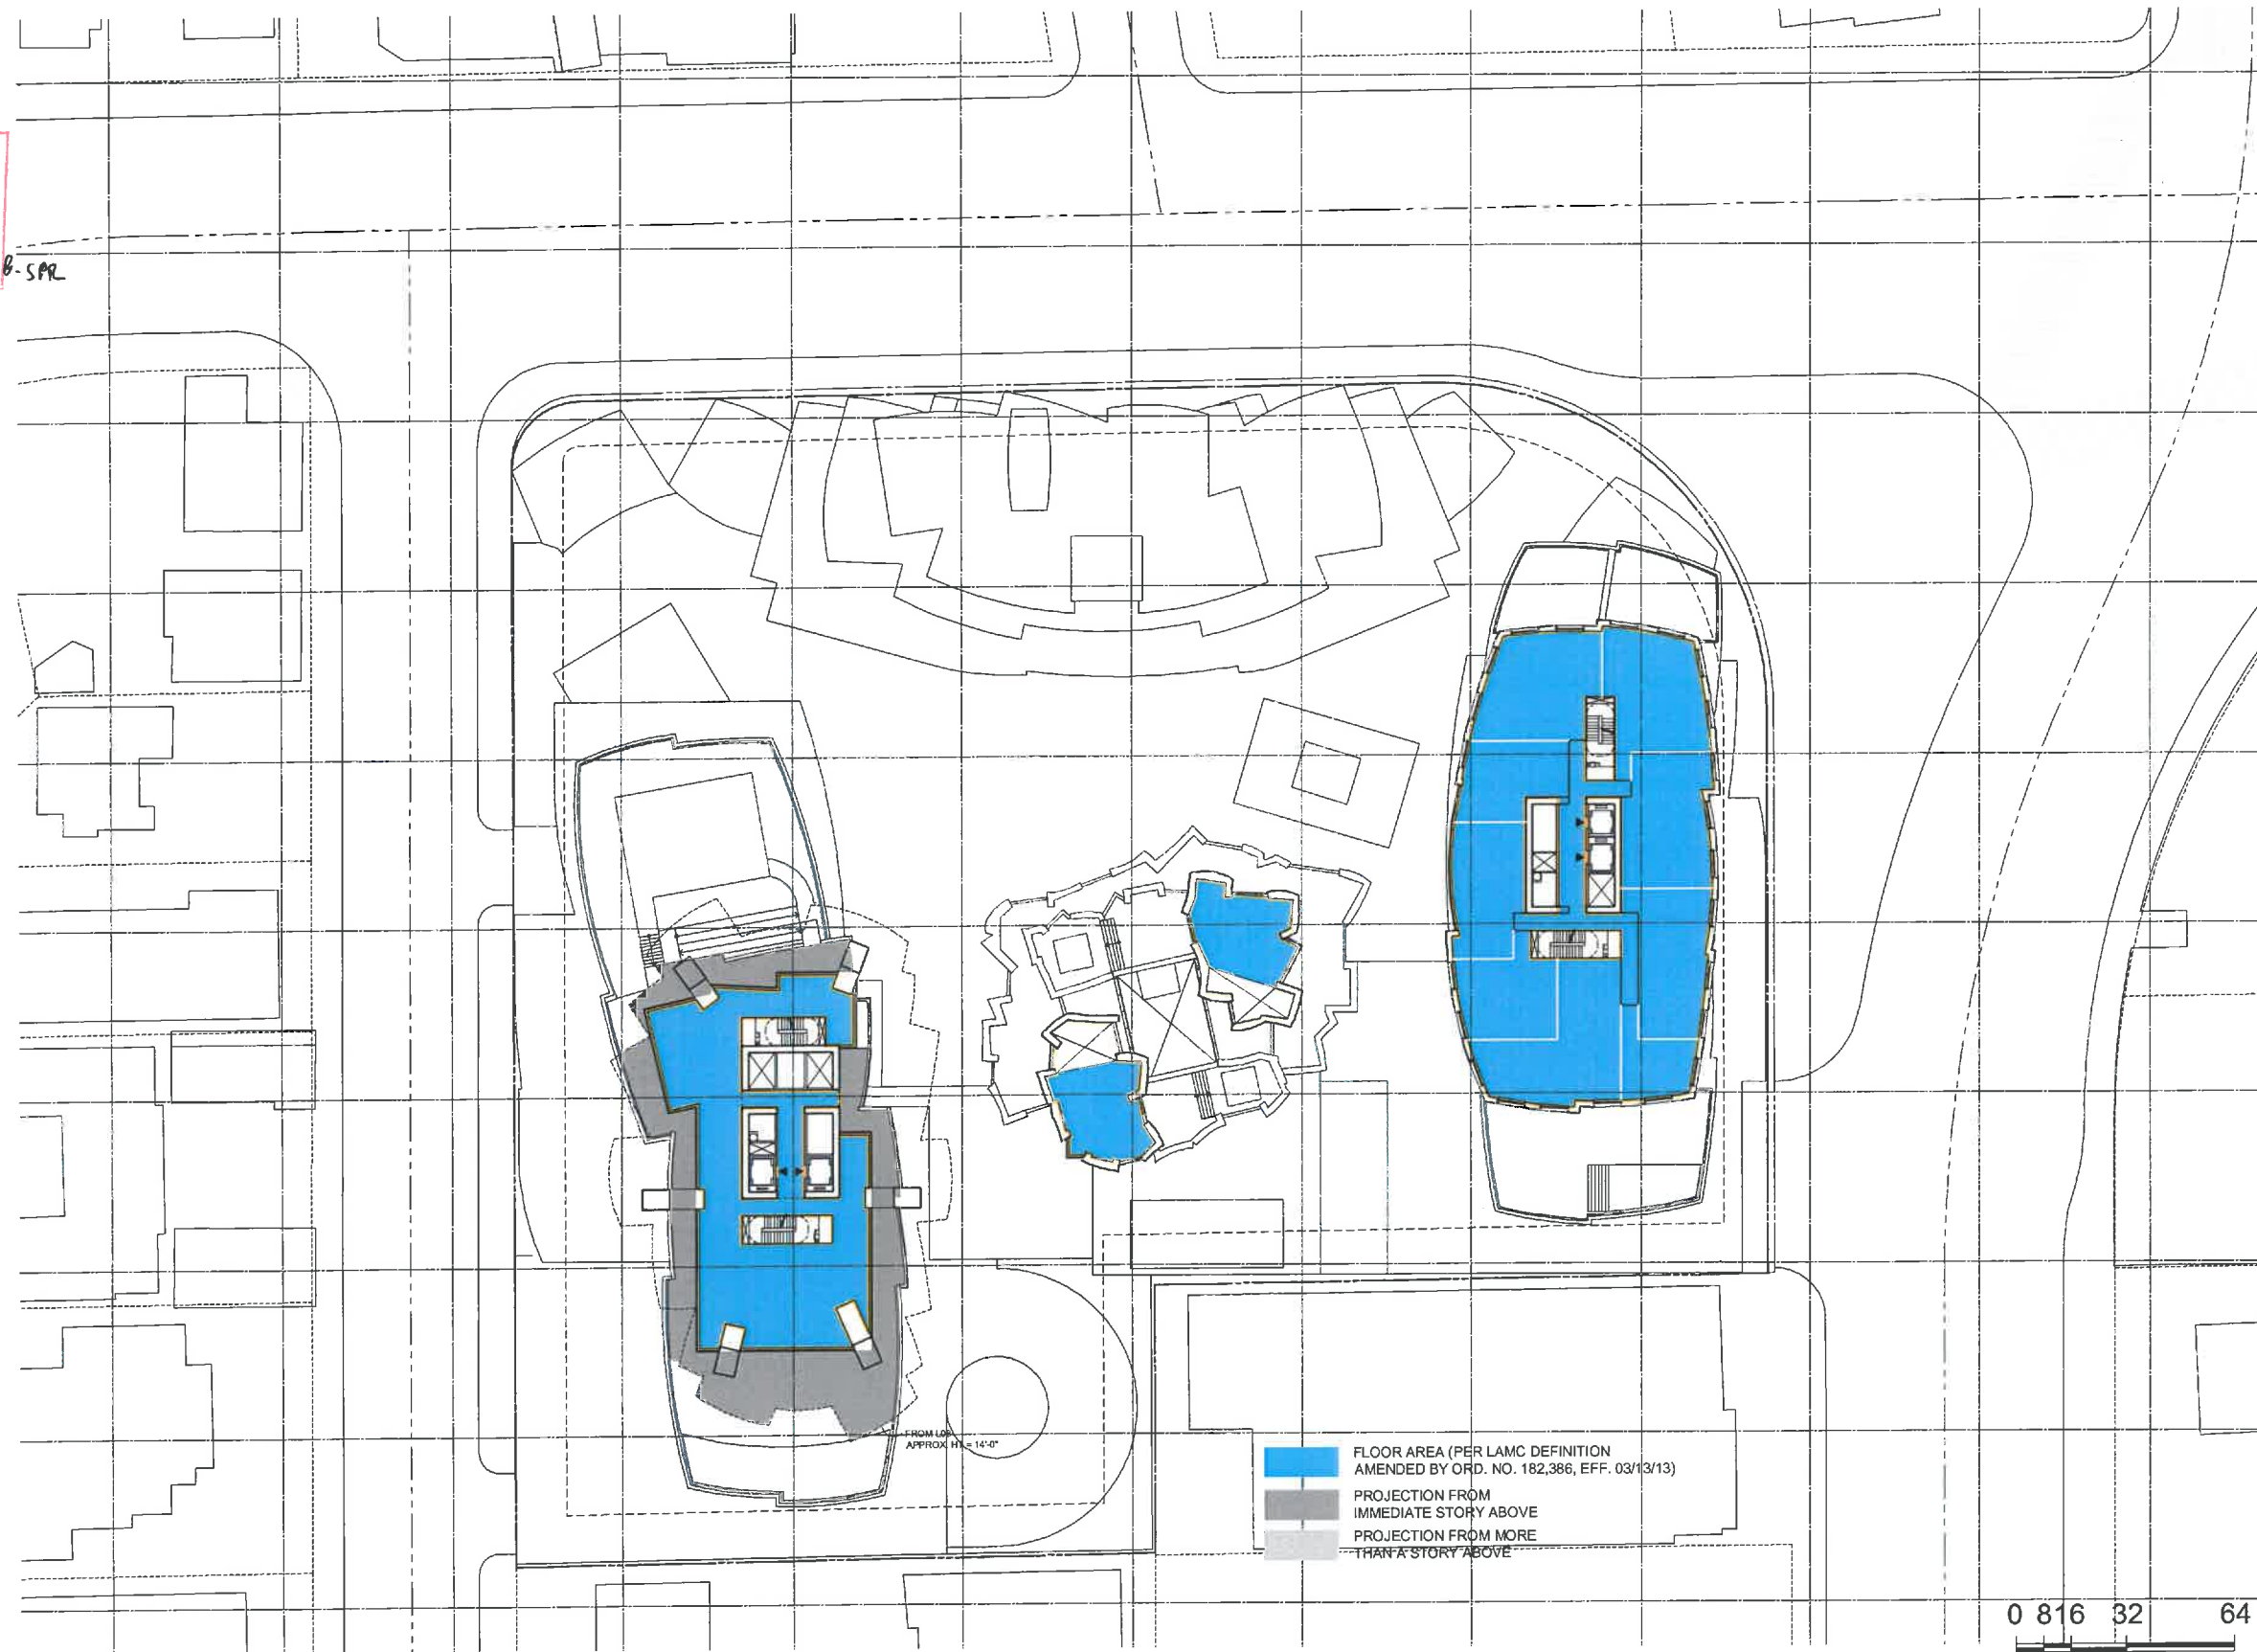 -SPR
FROM L08
APPROX. HT. = 14'-0"
FLOOR AREA (PER LAMC DEFINITION
AMENDED BY ORD. NO. 182,386, EFF. 03/13/13)
PROJECTION FROM
IMMEDIATE STORY ABOVE
PROJECTION FROM MORE
THAN A STORY ABOVE
0 8 16 32 64